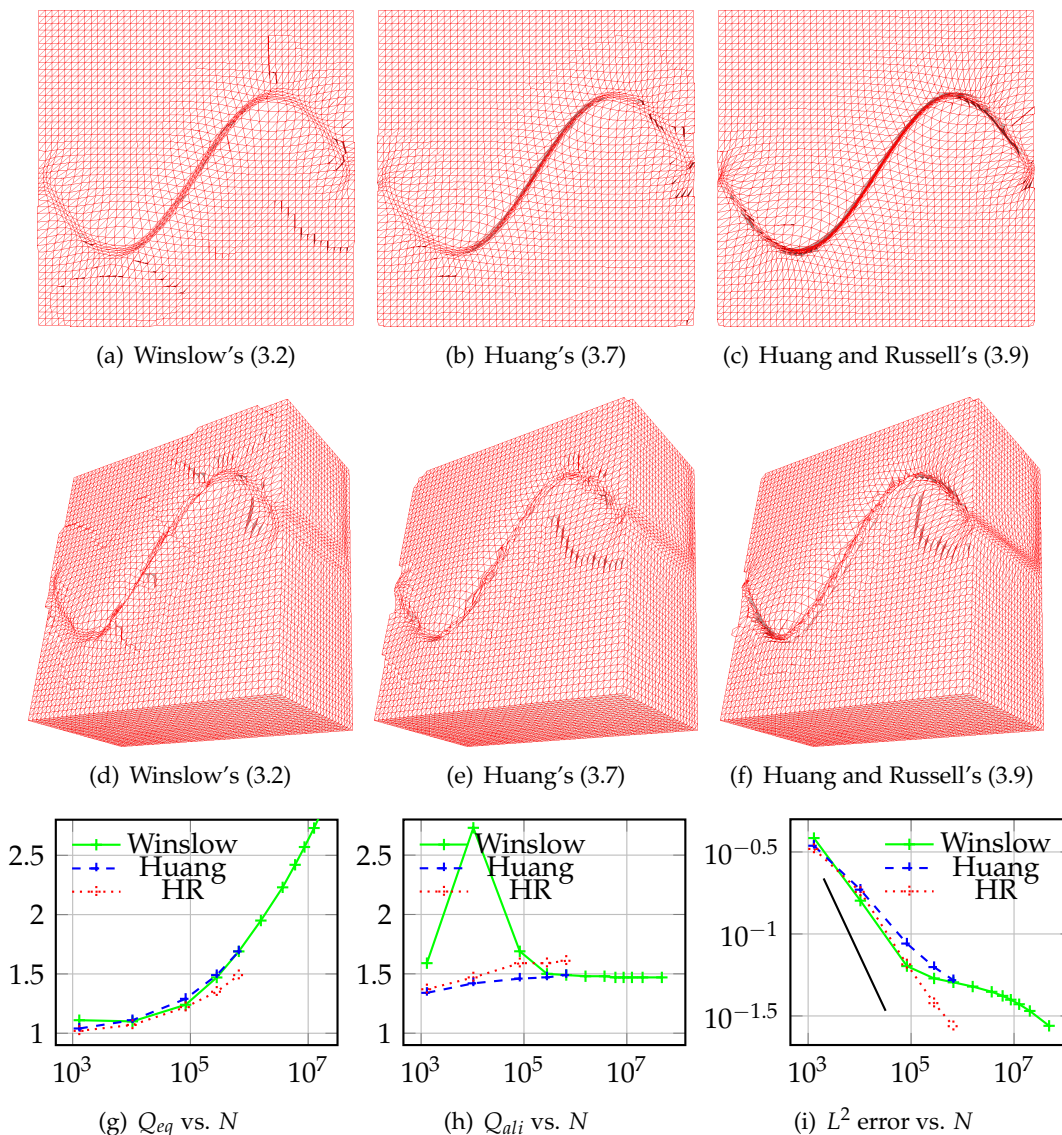 (a) Winslow's (3.2)
(b) Huang's (3.7)
(c) Huang and Russell's (3.9)
(d) Winslow's (3.2)
(e) Huang's (3.7)
(f) Huang and Russell's (3.9)
2.5
2
1.5
1
Winslow
Huang
HR
10^3
10^5
10^7
(g) Q_eq vs. N
2.5
2
1.5
1
Winslow
Huang
HR
10^3
10^5
10^7
(h) Q_ali vs. N
10^−0.5
10^−1
10^−1.5
Winslow
Huang
HR
10^3
10^5
10^7
(i) L^2 error vs. N